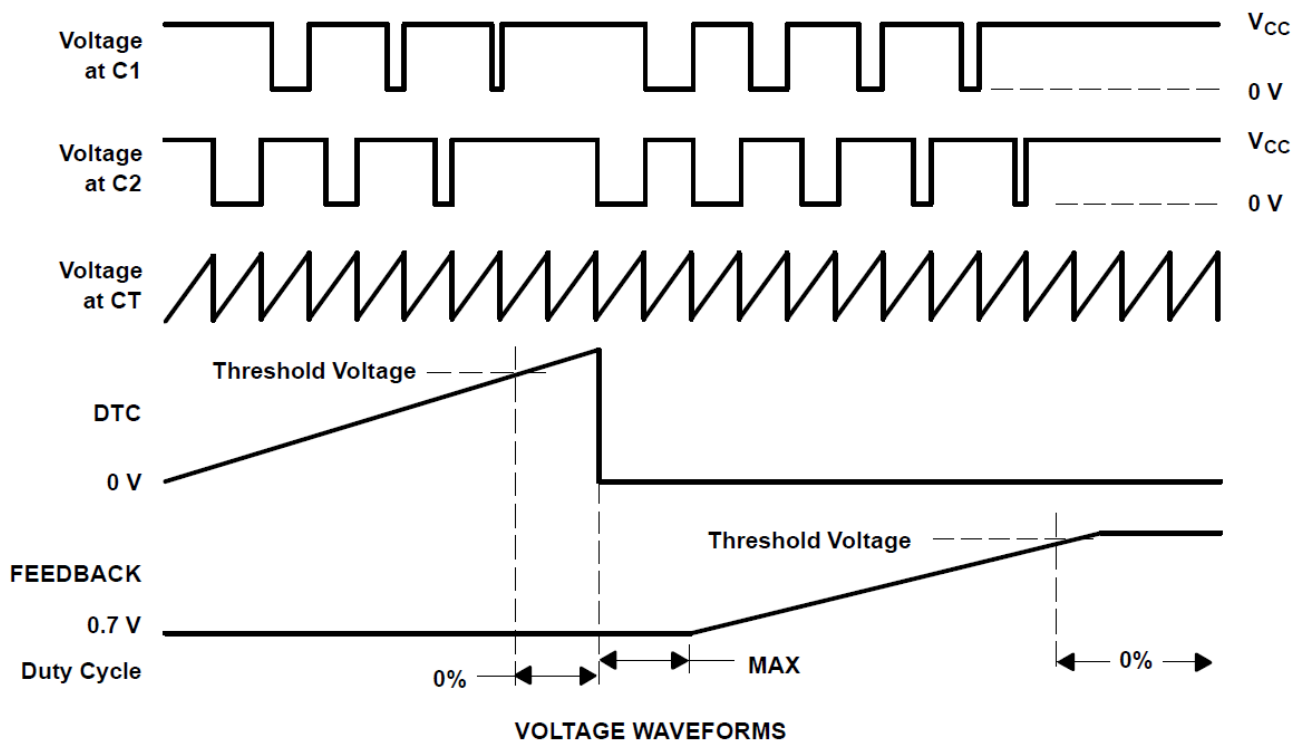 Voltage
at C1
VCC
0 V
Voltage
at C2
VCC
0 V
Voltage
at CT
Threshold Voltage
DTC
0 V
Threshold Voltage
FEEDBACK
0.7 V
Duty Cycle
0%
MAX
0%
VOLTAGE WAVEFORMS